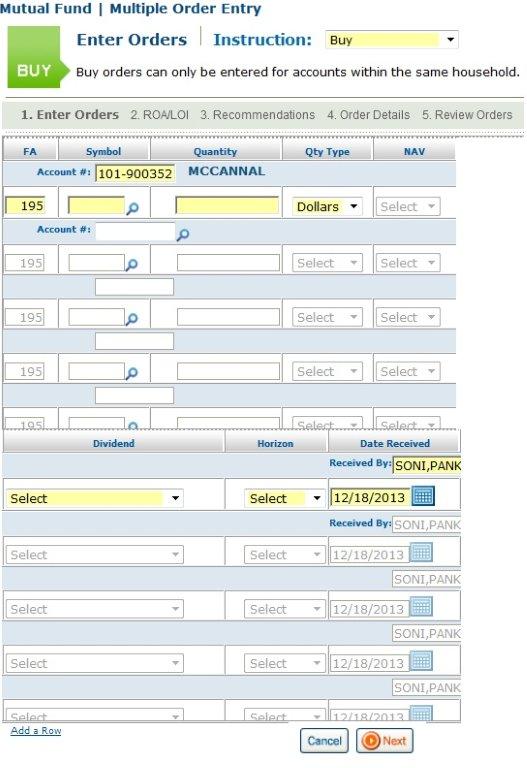 Mutual Fund | Multiple Order Entry
BUY
Enter Orders Instruction: Buy
Buy orders can only be entered for accounts within the same household.
1. Enter Orders 2. ROA/LOI 3. Recommendations 4. Order Details 5. Review Orders
FA Symbol Quantity Qty Type NAV
Account #: 101-900352 MCCANNAL
195 Dollars Select
Account #:
195 Select Select
195 Select Select
195 Select Select
195 Select Select
Dividend Horizon Date Received
Received By: SONI,PANK
Select Select 12/18/2013
Received By: SONI,PANK
Select Select 12/18/2013
SONI,PANK
Select Select 12/18/2013
SONI,PANK
Select Select 12/18/2013
SONI,PANK
Select Select 12/18/2013
Add a Row
Cancel Next